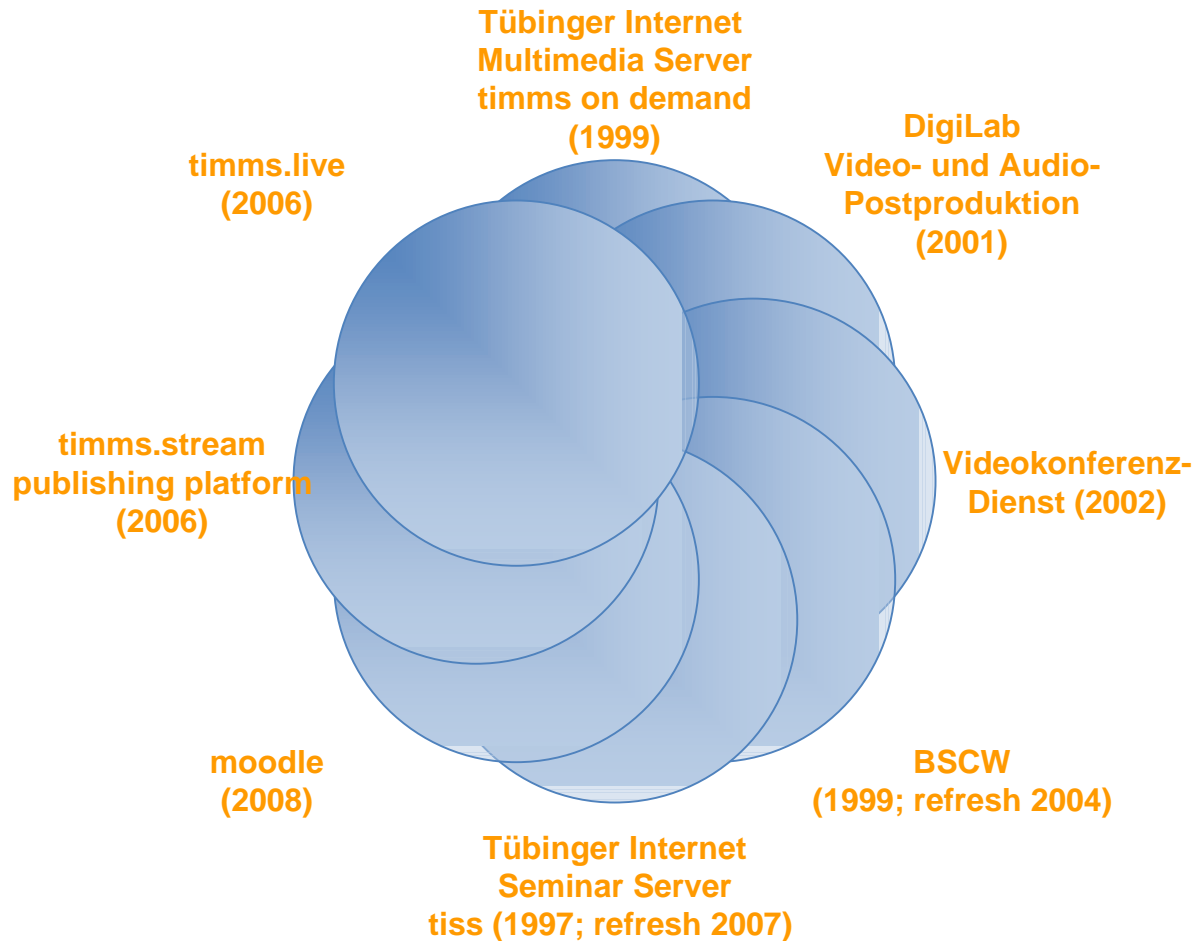 Tübinger Internet
Multimedia Server
timms on demand
(1999)
DigiLab
Video- und Audio-
Postproduktion
(2001)
Videokonferenz-
Dienst (2002)
BSCW
(1999; refresh 2004)
Tübinger Internet
Seminar Server
tiss (1997; refresh 2007)
moodle
(2008)
timms.stream
publishing platform
(2006)
timms.live
(2006)